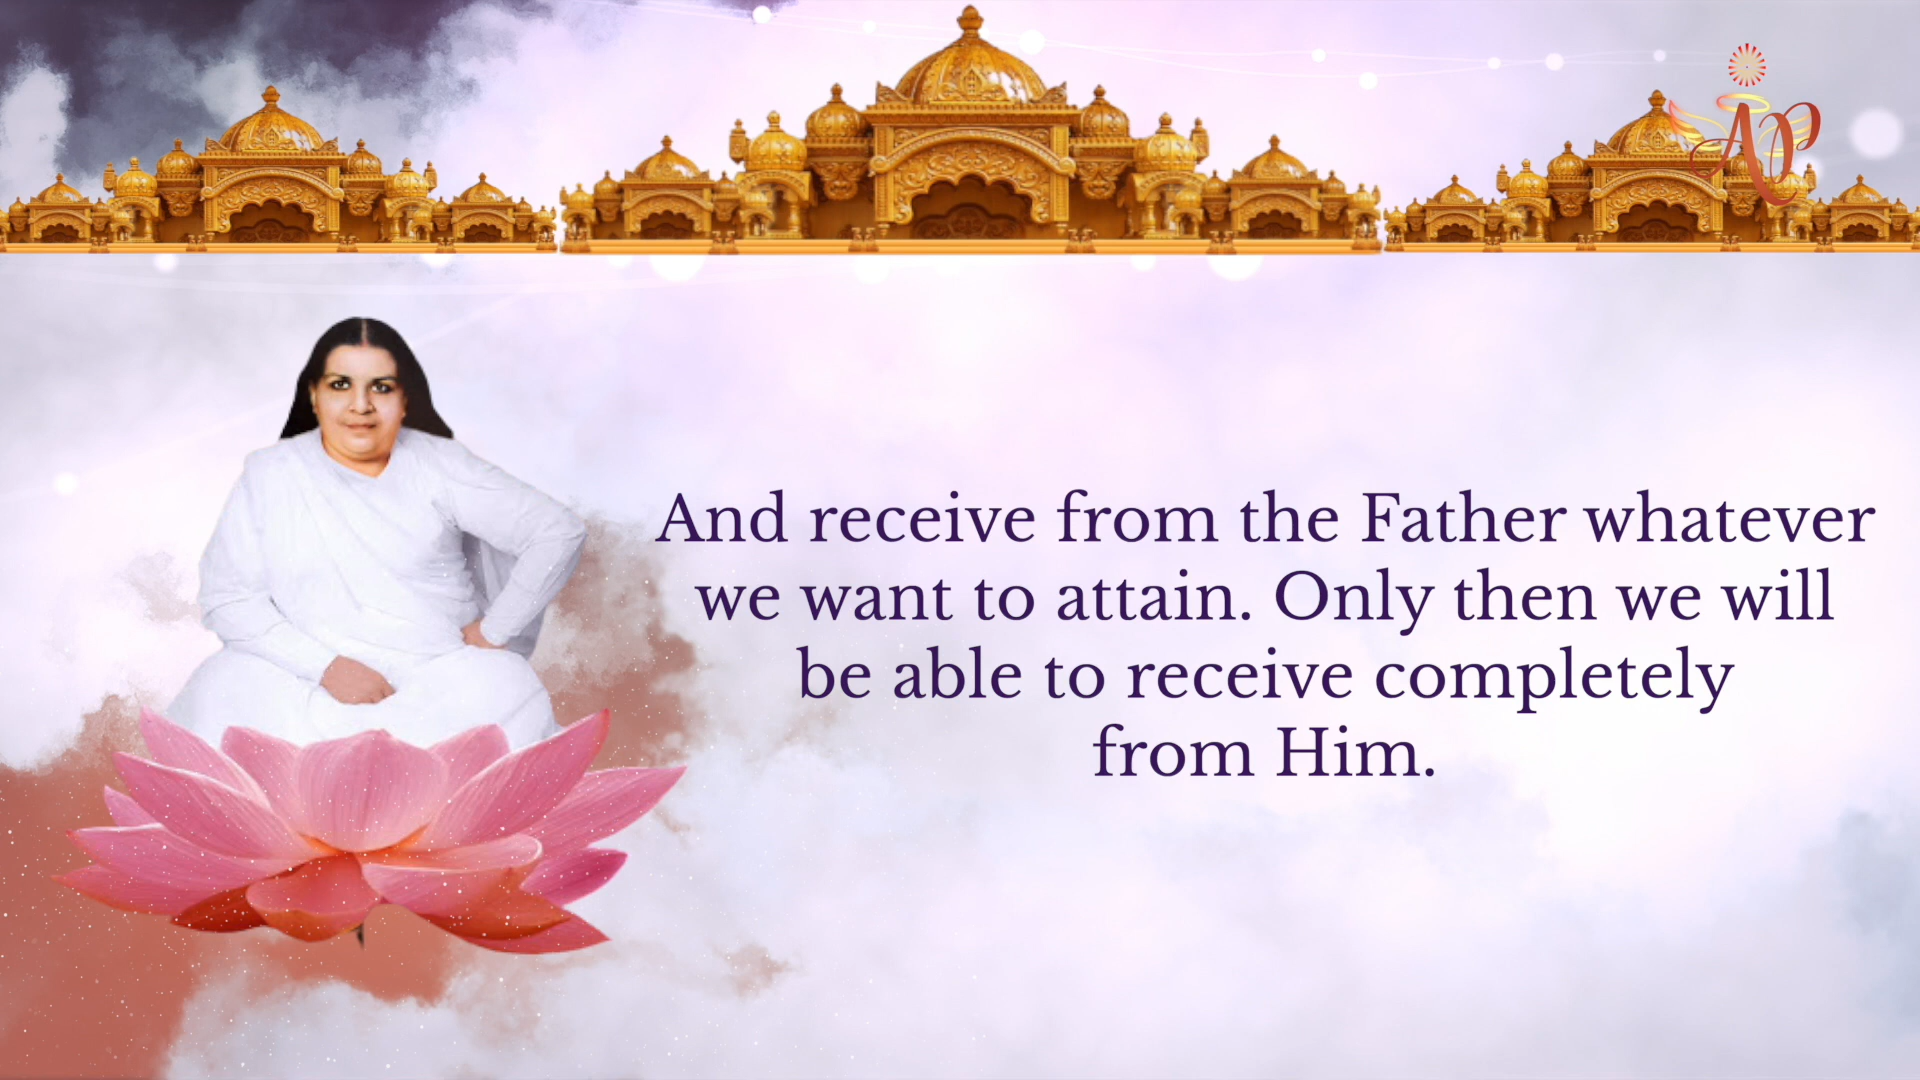 AP
And receive from the Father whatever
we want to attain. Only then we will
be able to receive completely
from Him.